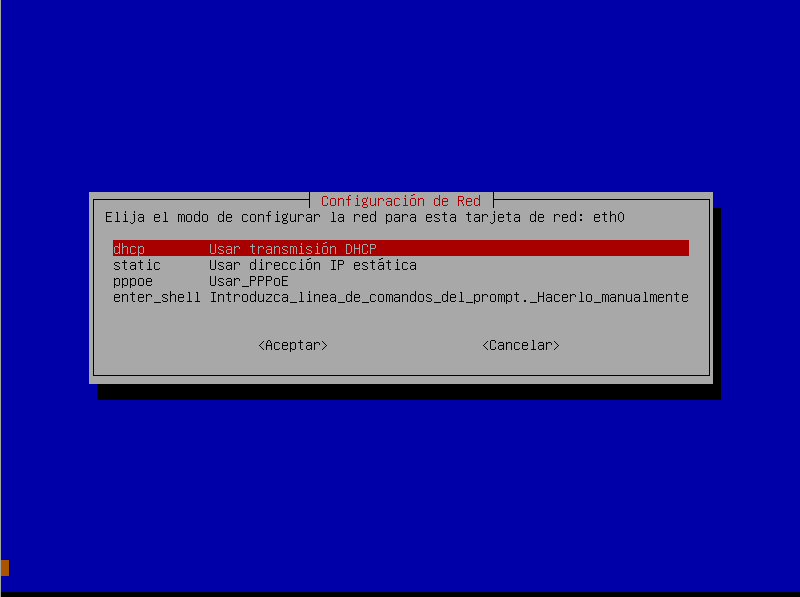 Configuración de Red
Elija el modo de configurar la red para esta tarjeta de red: eth0
dhcp Usar transmisión DHCP
static Usar dirección IP estática
pppoe Usar_PPPoE
enter_shell Introduzca_linea_de_comandos_del_prompt._Hacerlo_manualmente
<Aceptar> <Cancelar>